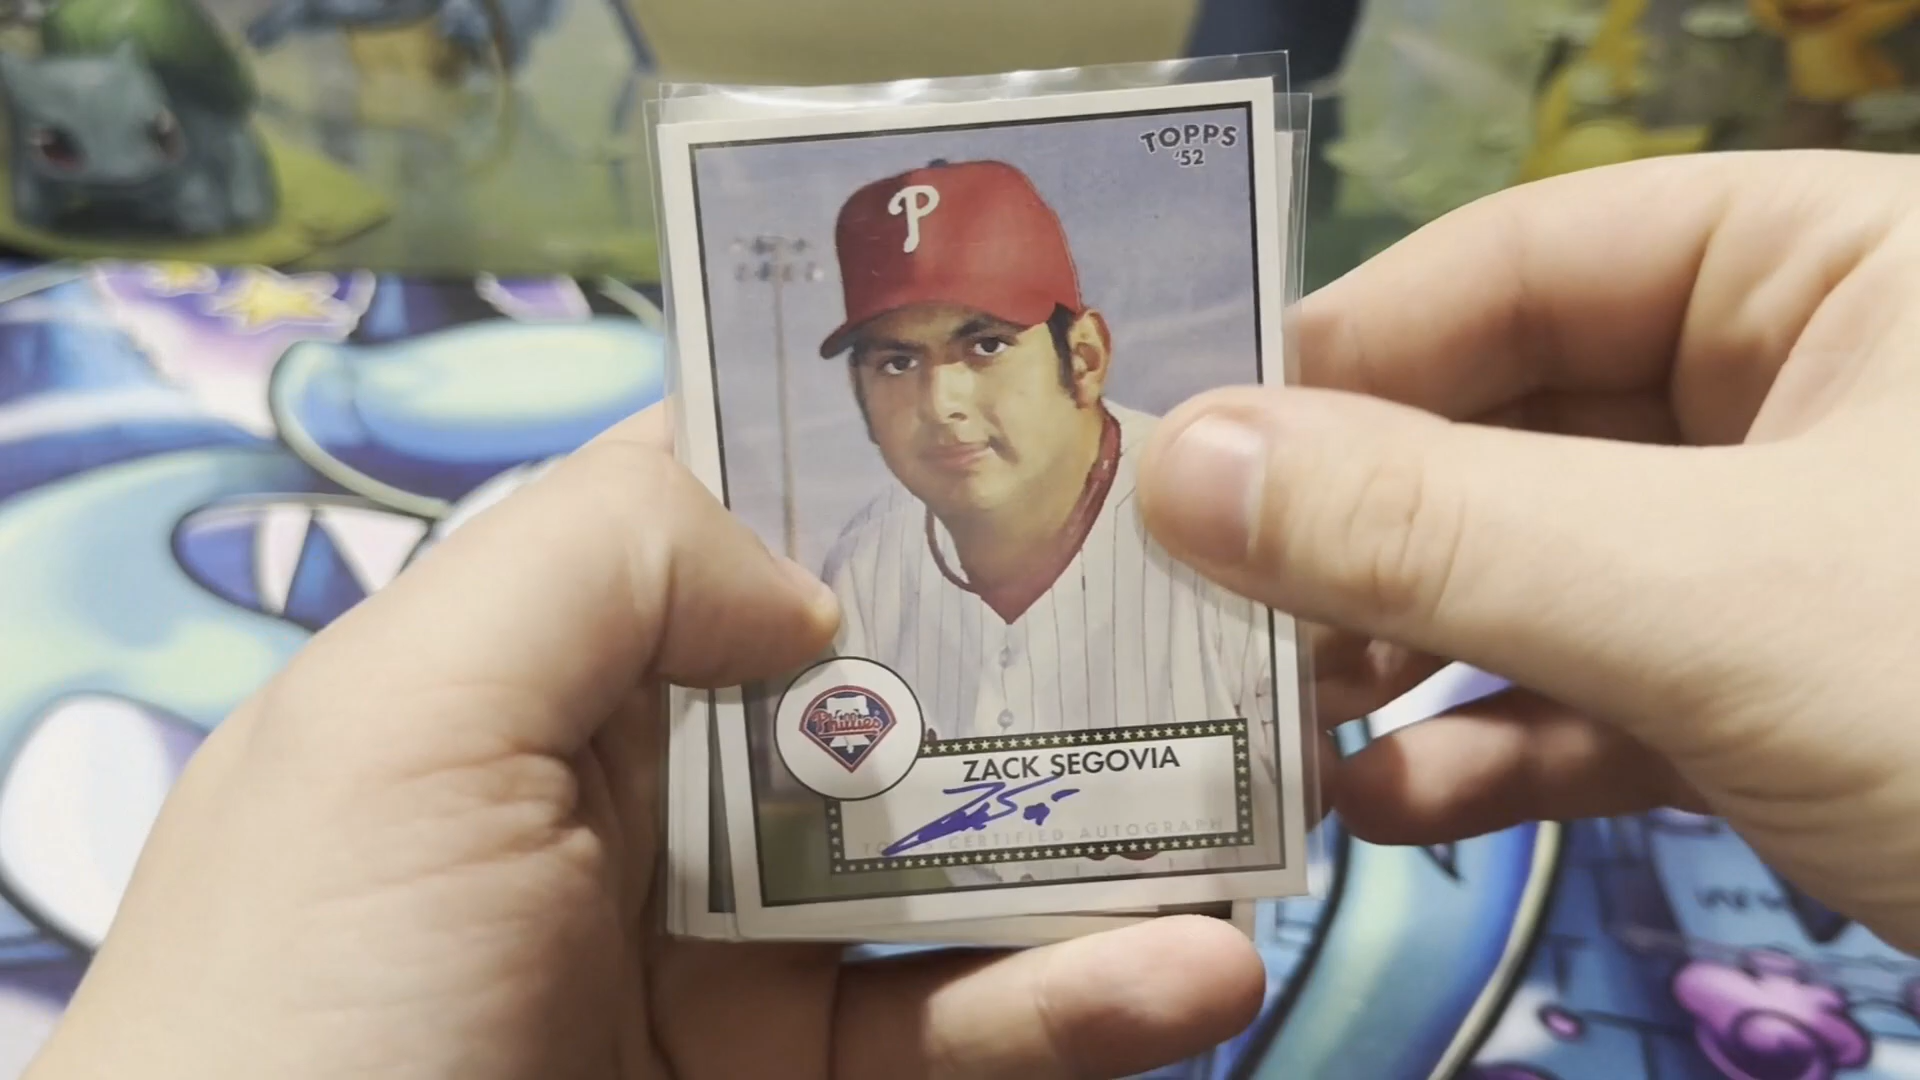 TOPPS
'52
P
Phillies
ZACK SEGOVIA
TOPPS CERTIFIED AUTOGRAPH